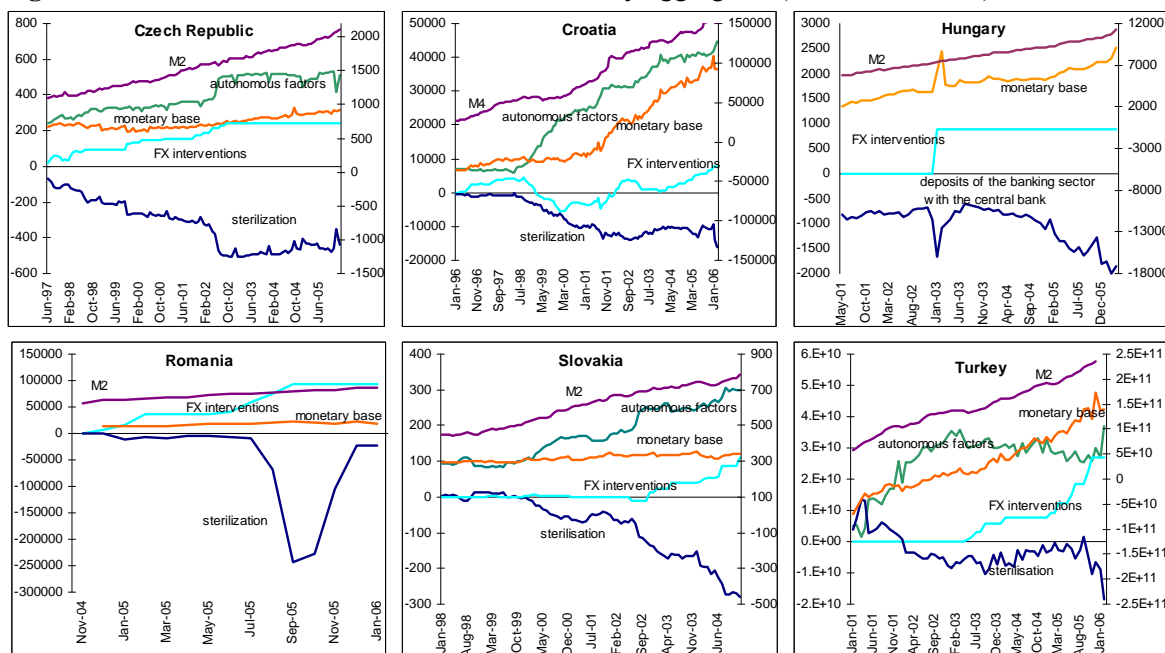 Czech Republic
800
600
400
200
0
-200
-400
-600
2000
1500
1000
500
0
-500
-1000
-1500
M2
autonomous factors
monetary base
FX interventions
sterilization
Jun-97
Feb-98
Oct-98
Jun-99
Feb-00
Oct-00
Jun-01
Feb-02
Oct-02
Jun-03
Feb-04
Oct-04
Jun-05
Croatia
50000
40000
30000
20000
10000
0
-10000
-20000
150000
100000
50000
0
-50000
-100000
-150000
M4
autonomous factors
monetary base
FX interventions
sterilization
Jan-96
Nov-96
Sep-97
Jul-98
May-99
Mar-00
Jan-01
Nov-01
Sep-02
Jul-03
May-04
Mar-05
Jan-06
Hungary
3000
2500
2000
1500
1000
500
0
-500
-1000
-1500
-2000
12000
7000
2000
-3000
-8000
-13000
-18000
M2
monetary base
FX interventions
deposits of the banking sector
with the central bank
May-01
Oct-01
Mar-02
Aug-02
Jan-03
Jun-03
Nov-03
Apr-04
Sep-04
Feb-05
Jul-05
Dec-05
Romania
150000
100000
50000
0
-50000
-100000
-150000
-200000
-250000
-300000
M2
FX interventions
monetary base
sterilization
Nov-04
Jan-05
Mar-05
May-05
Jul-05
Sep-05
Nov-05
Jan-06
Slovakia
400
300
200
100
0
-100
-200
-300
900
700
500
300
100
-100
-300
-500
M2
autonomous factors
monetary base
FX interventions
sterilisation
Jan-98
Aug-98
Mar-99
Oct-99
May-00
Dec-00
Jul-01
Feb-02
Sep-02
Apr-03
Nov-03
Jun-04
Turkey
6.E+10
5.E+10
4.E+10
3.E+10
2.E+10
1.E+10
0.E+00
-1.E+10
-2.E+10
2.5E+11
2E+11
1.5E+11
1E+11
5E+10
0
-5E+10
-1E+11
-1.5E+11
-2E+11
-2.5E+11
M2
monetary base
autonomous factors
FX interventions
sterilisation
Jan-01
Jun-01
Nov-01
Apr-02
Sep-02
Feb-03
Jul-03
Dec-03
May-04
Oct-04
Mar-05
Aug-05
Jan-06